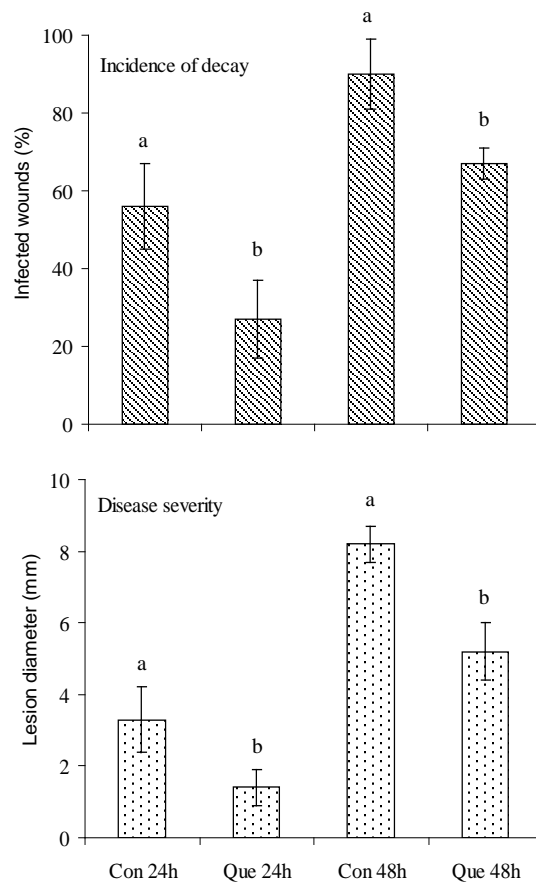 Incidence of decay
Infected wounds (%)
100
80
60
40
20
0
a
b
a
b
Disease severity
Lesion diameter (mm)
10
8
6
4
2
0
a
b
a
b
Con 24h Que 24h Con 48h Que 48h